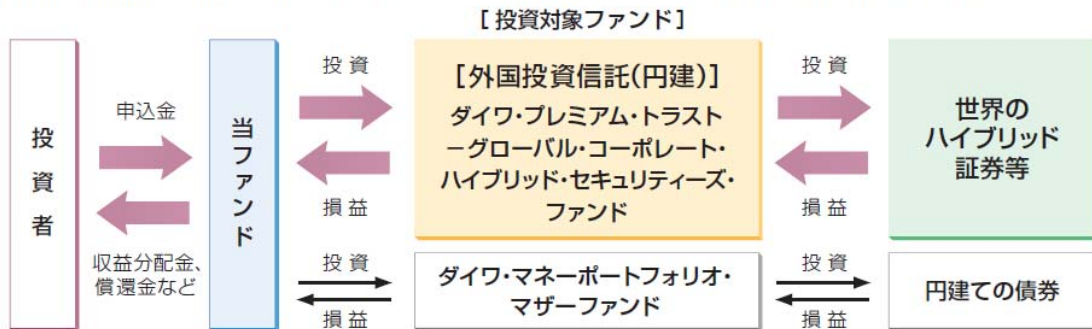 [投資対象ファンド]
投資者
申込金
収益分配金、
償還金など
当ファンド
投資
損益
[外国投資信託(円建)]
ダイワ・プレミアム・トラスト
－グローバル・コーポレート・
ハイブリッド・セキュリティーズ・
ファンド
投資
損益
世界の
ハイブリッド
証券等
投資
損益
ダイワ・マネーポートフォリオ・
マザーファンド
投資
損益
円建ての債券